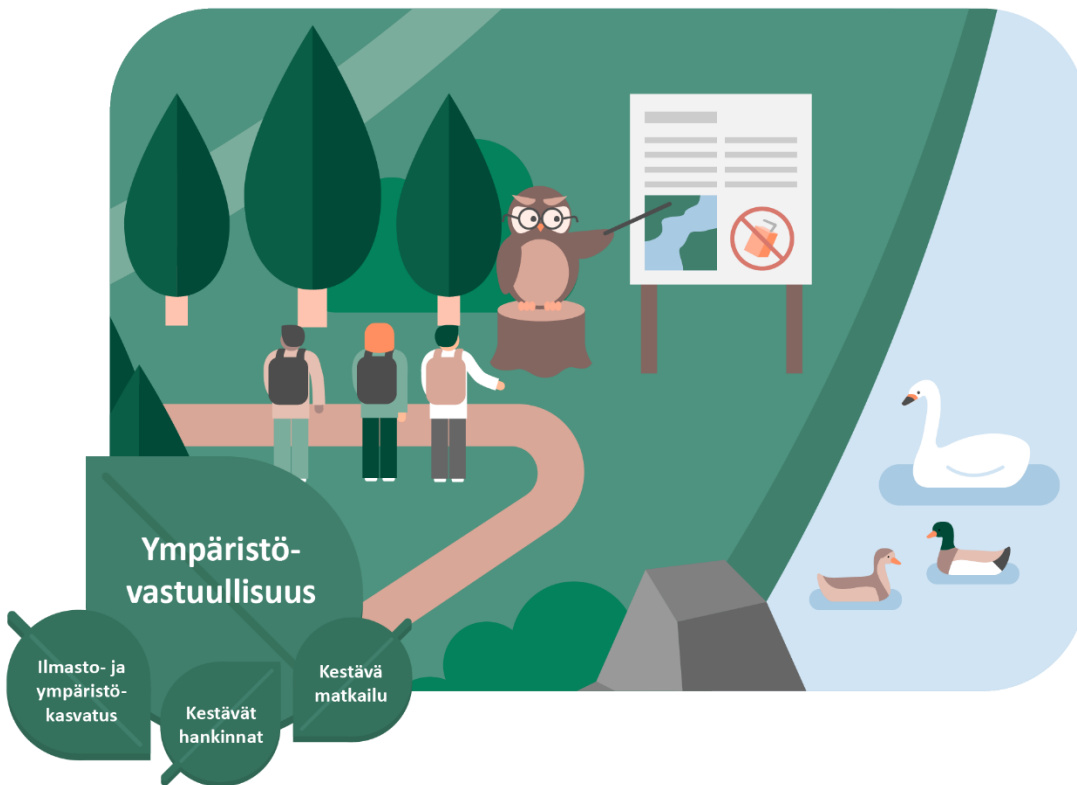 Ympäristö-
vastuullisuus
Ilmasto- ja
ympäristö-
kasvatus
Kestävät
hankinnat
Kestävä
matkailu